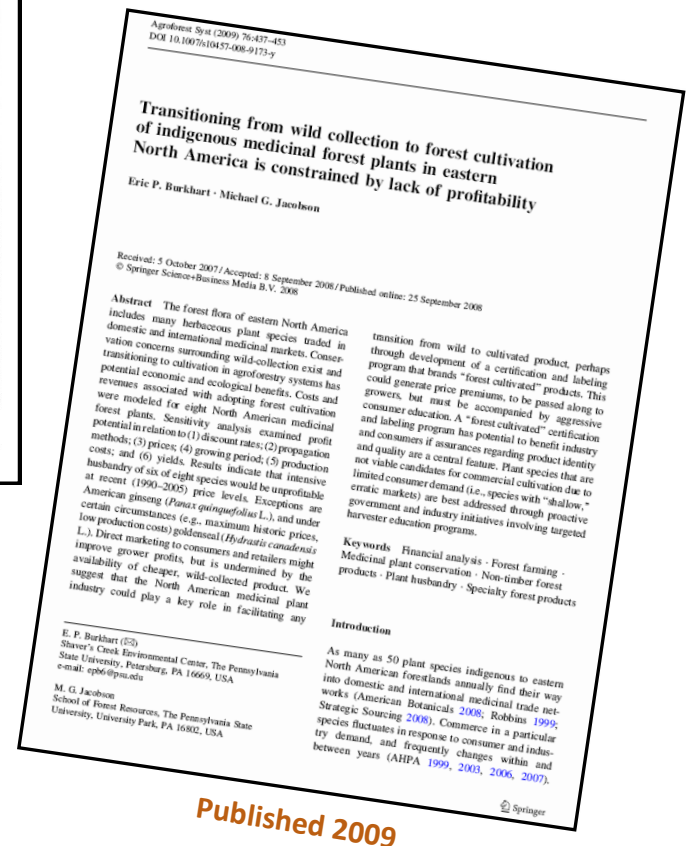 Agroforest Syst (2009) 76:437–453
DOI 10.1007/s10457-008-9173-y
Transitioning from wild collection to forest cultivation
of indigenous medicinal forest plants in eastern
North America is constrained by lack of profitability
Eric P. Burkhart · Michael G. Jacobson
Received: 5 October 2007 / Accepted: 8 September 2008 / Published online: 25 September 2008
© Springer Science+Business Media B.V. 2008
Abstract The forest flora of eastern North America
includes many herbaceous plant species traded in
domestic and international medicinal markets. Conser-
vation concerns surrounding wild-collection exist and
transitioning to cultivation in agroforestry systems has
potential economic and ecological benefits. Costs and
revenues associated with adopting forest cultivation
were modeled for eight North American medicinal
forest plants. Sensitivity analysis examined profit
potential in relation to (1) discount rates; (2) propagation
methods; (3) prices; (4) growing period; (5) production
costs; and (6) yields. Results indicate that intensive
husbandry of six of eight species would be unprofitable
at recent (1990–2005) price levels. Exceptions are
American ginseng (Panax quinquefolius L.), and under
certain circumstances (e.g., maximum historic prices,
low production costs) goldenseal (Hydrastis canadensis
L.). Direct marketing to consumers and retailers might
improve grower profits, but is undermined by the
availability of cheaper, wild-collected product. We
suggest that the North American medicinal plant
industry could play a key role in facilitating any
transition from wild to cultivated product, perhaps
through development of a certification and labeling
program that brands “forest cultivated” products. This
could generate price premiums, to be passed along to
growers, but must be accompanied by aggressive
consumer education. A “forest cultivated” certification
and labeling program has potential to benefit industry
and consumers if assurances regarding product identity
and quality are a central feature. Plant species that are
not viable candidates for commercial cultivation due to
limited consumer demand (i.e., species with “shallow,”
erratic markets) are best addressed through proactive
government and industry initiatives involving targeted
harvester education programs.
Keywords Financial analysis · Forest farming ·
Medicinal plant conservation · Non-timber forest
products · Plant husbandry · Specialty forest products
E. P. Burkhart (✉)
Shaver's Creek Environmental Center, The Pennsylvania
State University, Petersburg, PA 16669, USA
e-mail: epb6@psu.edu
M. G. Jacobson
School of Forest Resources, The Pennsylvania State
University, University Park, PA 16802, USA
Introduction
As many as 50 plant species indigenous to eastern
North American forestlands annually find their way
into domestic and international medicinal trade net-
works (American Botanicals 2008; Robbins 1999;
Strategic Sourcing 2008). Commerce in a particular
species fluctuates in response to consumer and indus-
try demand, and frequently changes within and
between years (AHPA 1999, 2003, 2006, 2007).
Springer
Published 2009